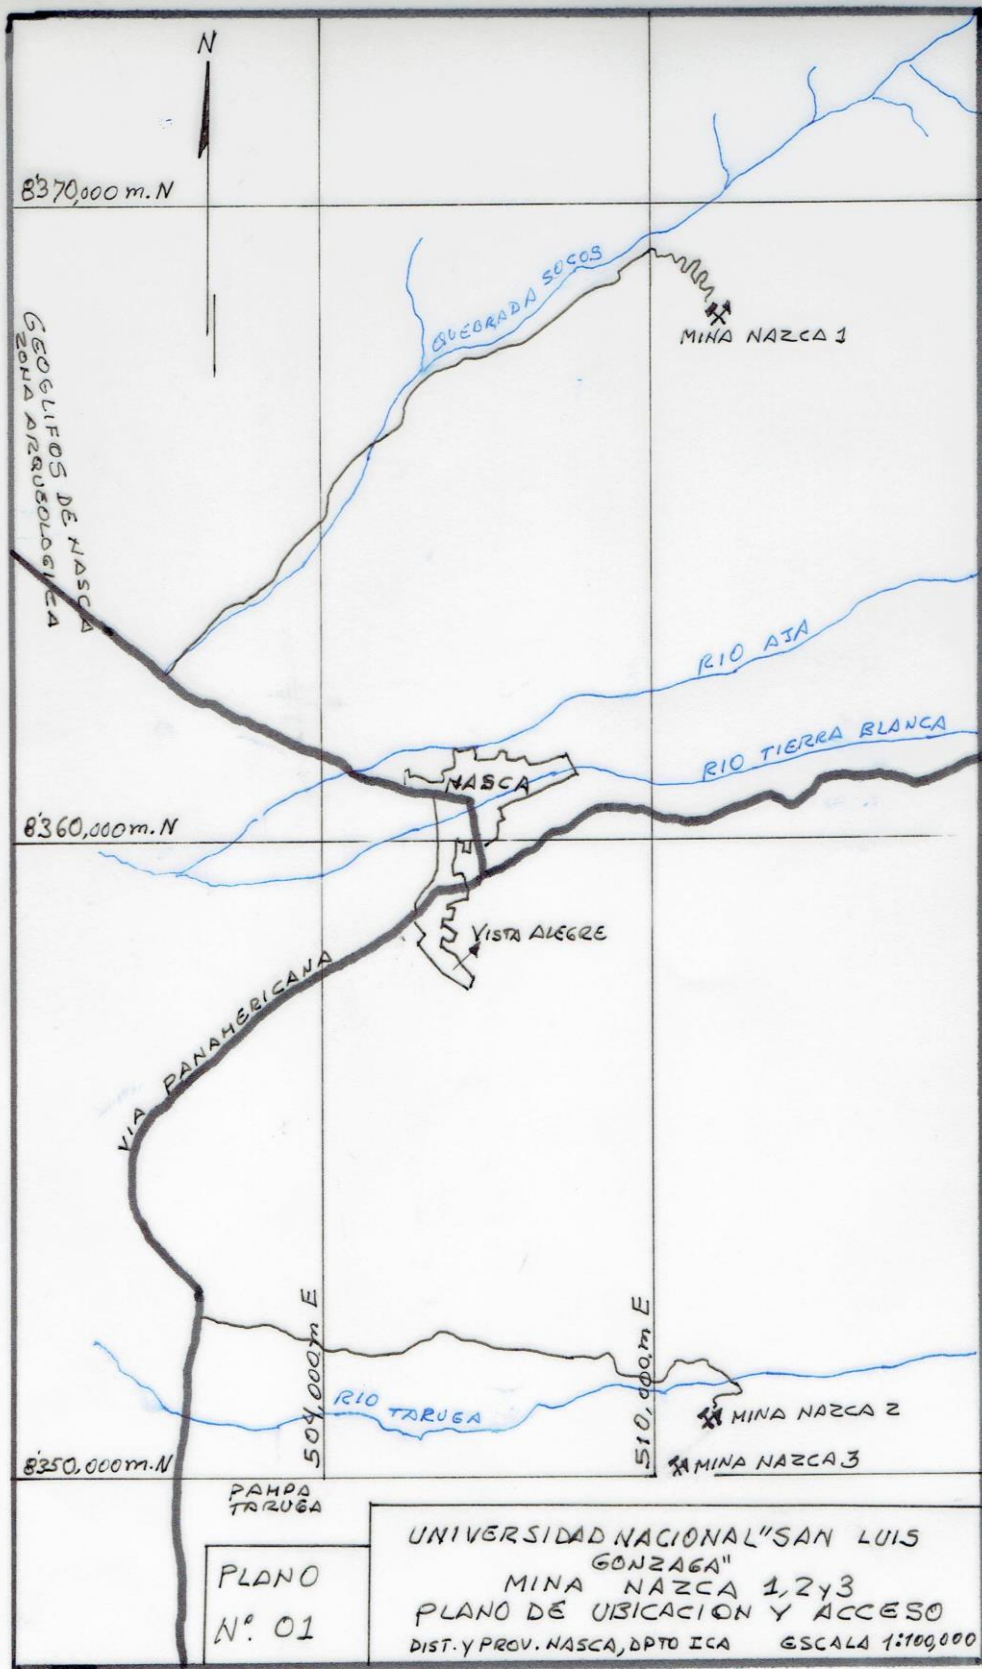 N
8'370,000 m.N
QUEBRADA SOCOS
MINA NAZCA 1
GEOGLIFOS DE NASCA
ZONA ARQUEOLOGICA
RIO AJA
RIO TIERRA BLANCA
NASCA
8'360,000m.N
VISTA ALEGRE
VIA PANAMERICANA
504,000 m E
510,000 m E
RIO TARUGA
MINA NAZCA 2
MINA NAZCA 3
8'350,000m.N
PAMPA
TARUGA
PLANO
Nº. 01
UNIVERSIDAD NACIONAL "SAN LUIS
GONZAGA"
MINA NAZCA 1,2 y 3
PLANO DE UBICACION Y ACCESO
DIST. Y PROV. NASCA, DPTO ICA ESCALA 1:100,000